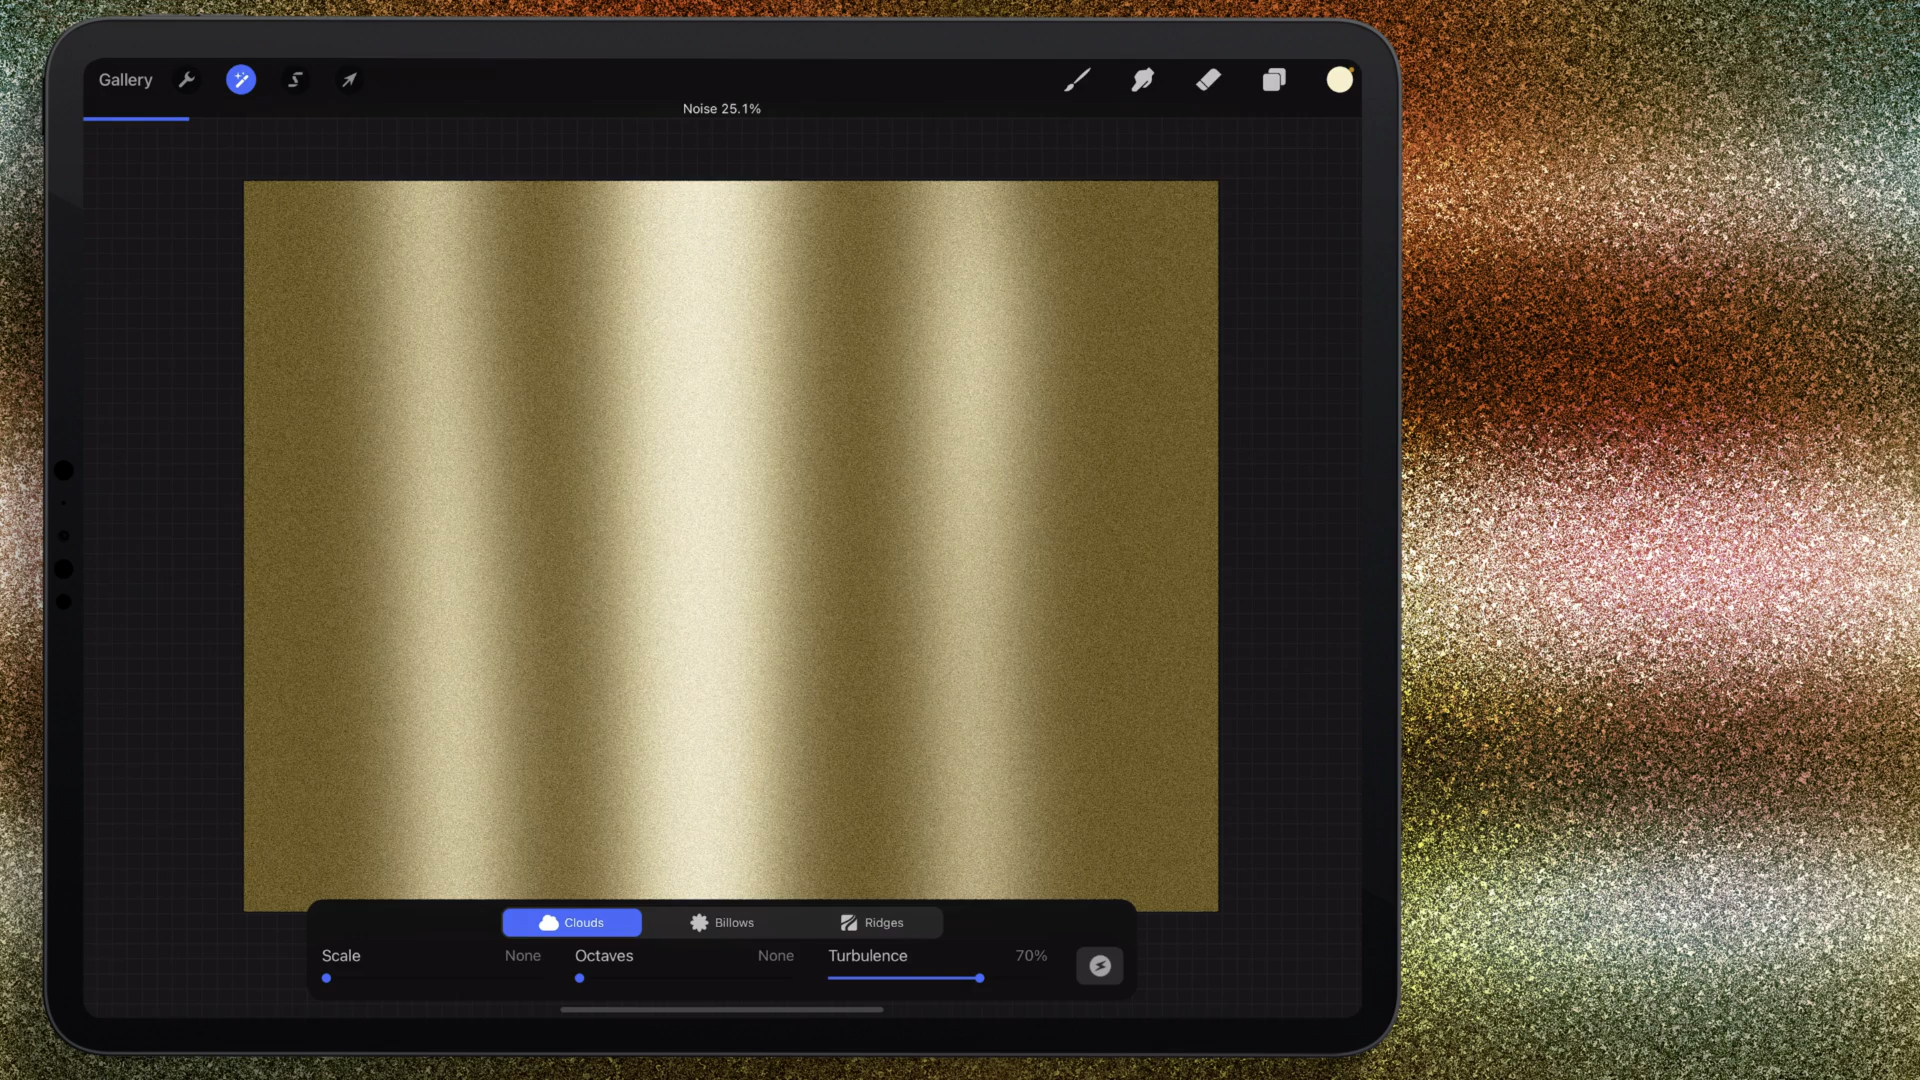 Gallery
Noise 25.1%
Clouds Billows Ridges
Scale None Octaves None Turbulence 70%